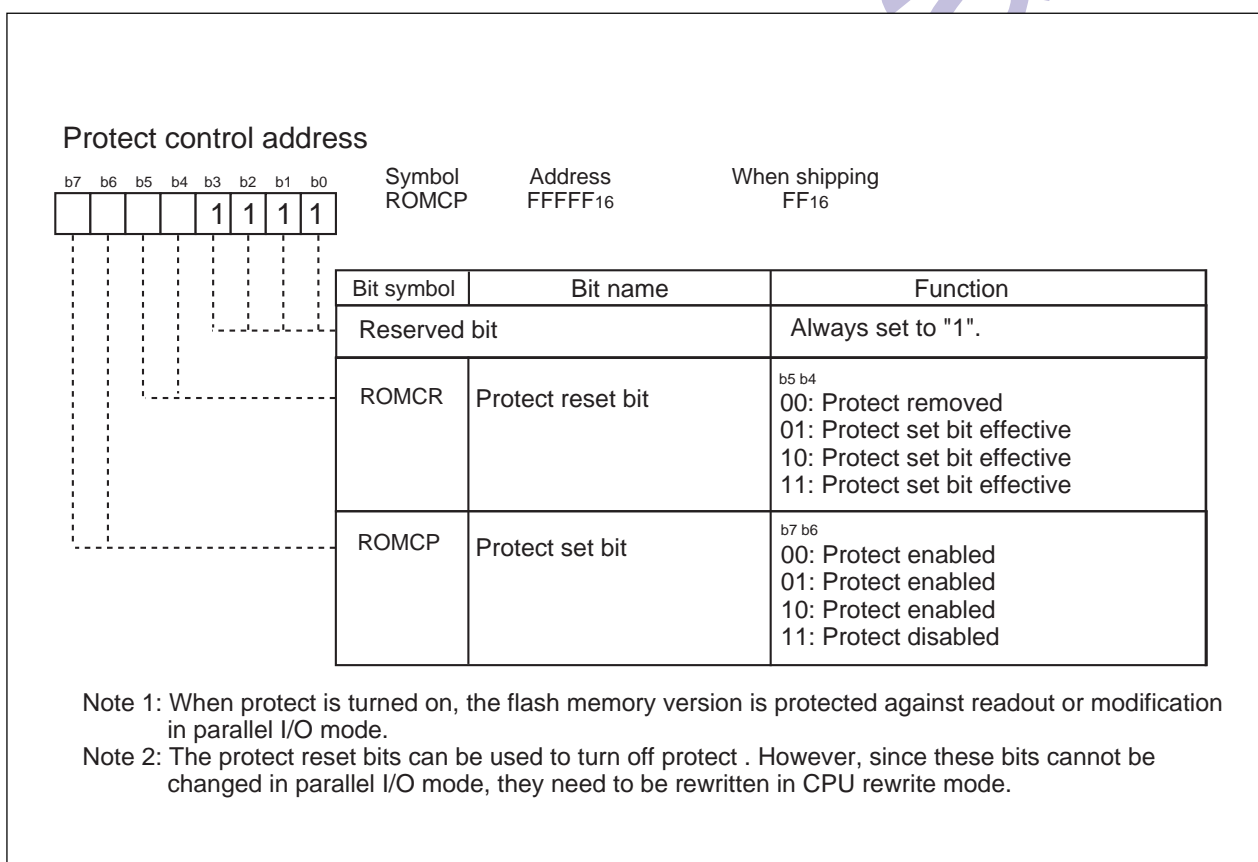 Protect control address
b7 b6 b5 b4 b3 b2 b1 b0
1 1 1 1
Symbol Address When shipping
ROMCP FFFFF16 FF16
Bit symbol Bit name Function
Reserved bit Always set to "1".
ROMCR Protect reset bit
b5 b4
00: Protect removed
01: Protect set bit effective
10: Protect set bit effective
11: Protect set bit effective
ROMCP Protect set bit
b7 b6
00: Protect enabled
01: Protect enabled
10: Protect enabled
11: Protect disabled
Note 1: When protect is turned on, the flash memory version is protected against readout or modification
in parallel I/O mode.
Note 2: The protect reset bits can be used to turn off protect . However, since these bits cannot be
changed in parallel I/O mode, they need to be rewritten in CPU rewrite mode.